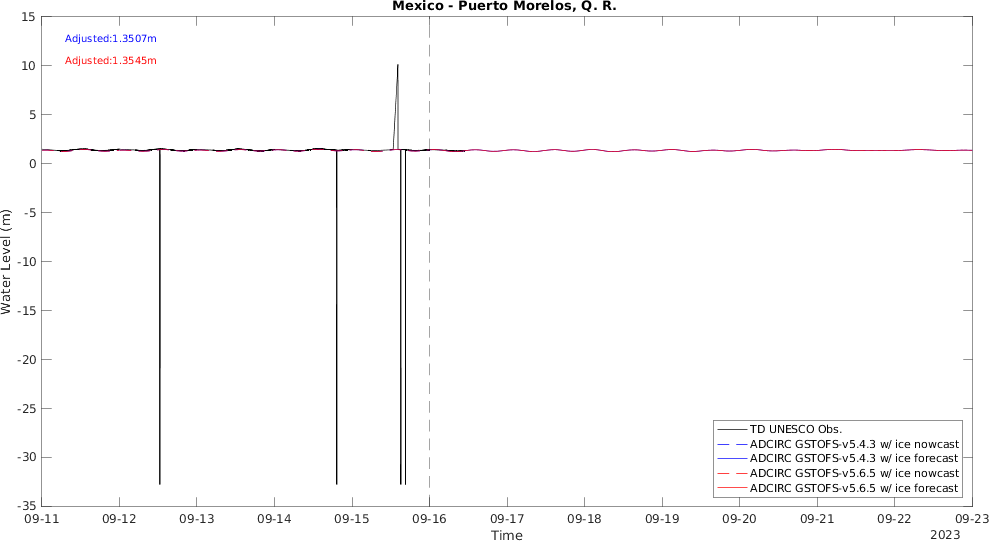 Mexico - Puerto Morelos, Q. R.
Adjusted:1.3507m
Adjusted:1.3545m
Water Level (m)
15
10
5
0
-5
-10
-15
-20
-25
-30
-35
TD UNESCO Obs.
ADCIRC GSTOFS-v5.4.3 w/ ice nowcast
ADCIRC GSTOFS-v5.4.3 w/ ice forecast
ADCIRC GSTOFS-v5.6.5 w/ ice nowcast
ADCIRC GSTOFS-v5.6.5 w/ ice forecast
09-11 09-12 09-13 09-14 09-15 09-16 09-17 09-18 09-19 09-20 09-21 09-22 09-23
Time
2023